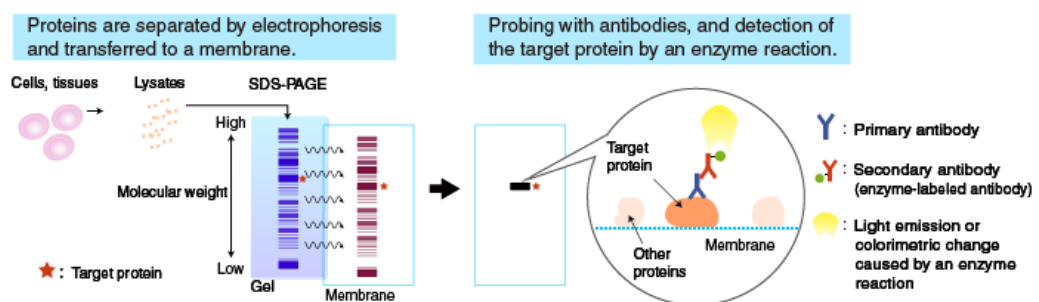 Proteins are separated by electrophoresis
and transferred to a membrane.
Probing with antibodies, and detection of
the target protein by an enzyme reaction.
Cells, tissues
Lysates
SDS-PAGE
High
Molecular weight
Low
Gel
Membrane
: Target protein
Target
protein
Other
proteins
Membrane
: Primary antibody
: Secondary antibody
(enzyme-labeled antibody)
: Light emission or
colorimetric change
caused by an enzyme
reaction